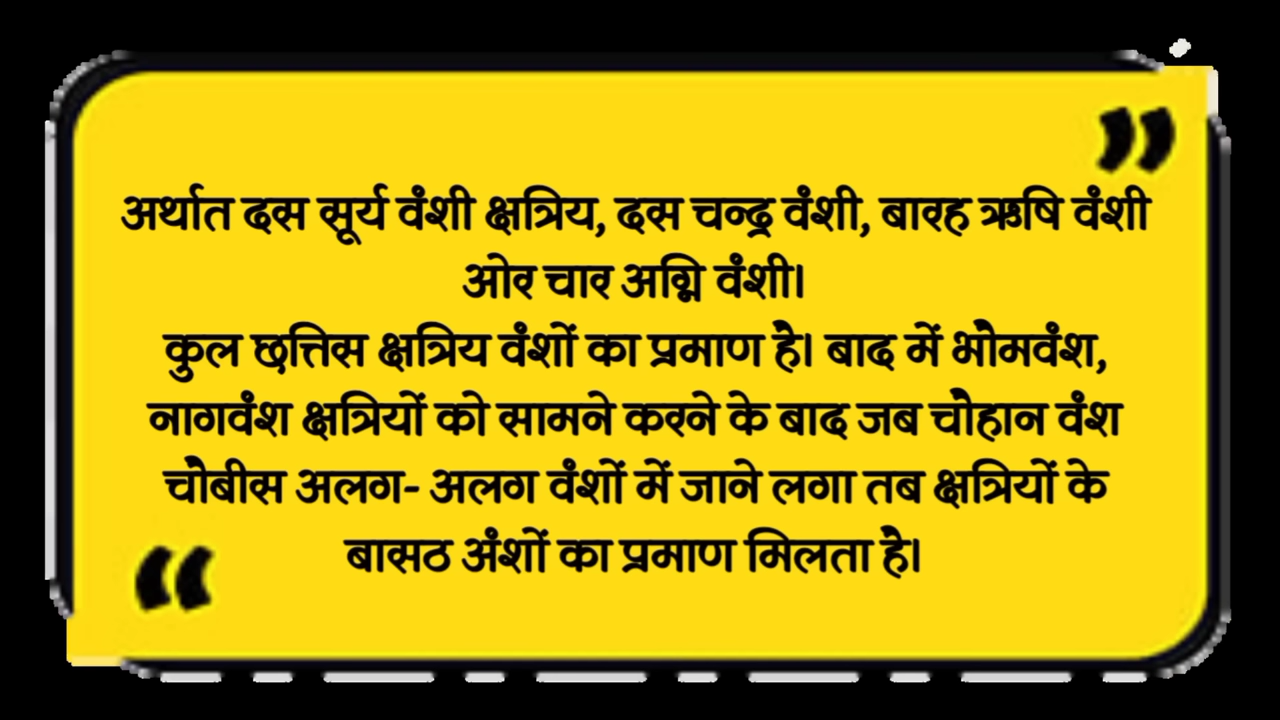 अर्थात दस सूर्य वंशी क्षत्रिय, दस चन्द्र वंशी, बारह ऋषि वंशी
ओर चार अग्नि वंशी।
कुल छत्तिस क्षत्रिय वंशों का प्रमाण है। बाद में भोमवंश,
नागवंश क्षत्रियों को सामने करने के बाद जब चोहान वंश
चोबीस अलग- अलग वंशों में जाने लगा तब क्षत्रियों के
बासठ अंशों का प्रमाण मिलता है।